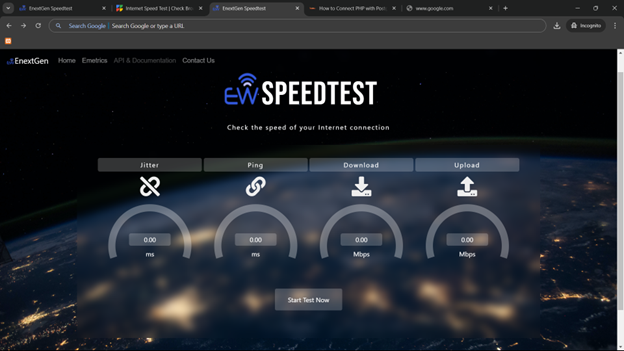 EnextGen Speedtest
Internet Speed Test | Check Bro
EnextGen Speedtest
How to Connect PHP with Post
www.google.com
Search Google
Search Google or type a URL
Incognito
EnextGen
Home
Emetrics
API & Documentation
Contact Us
EW SPEEDTEST
Check the speed of your Internet connection
Jitter
Ping
Download
Upload
0.00
0.00
0.00
0.00
ms
ms
Mbps
Mbps
Start Test Now